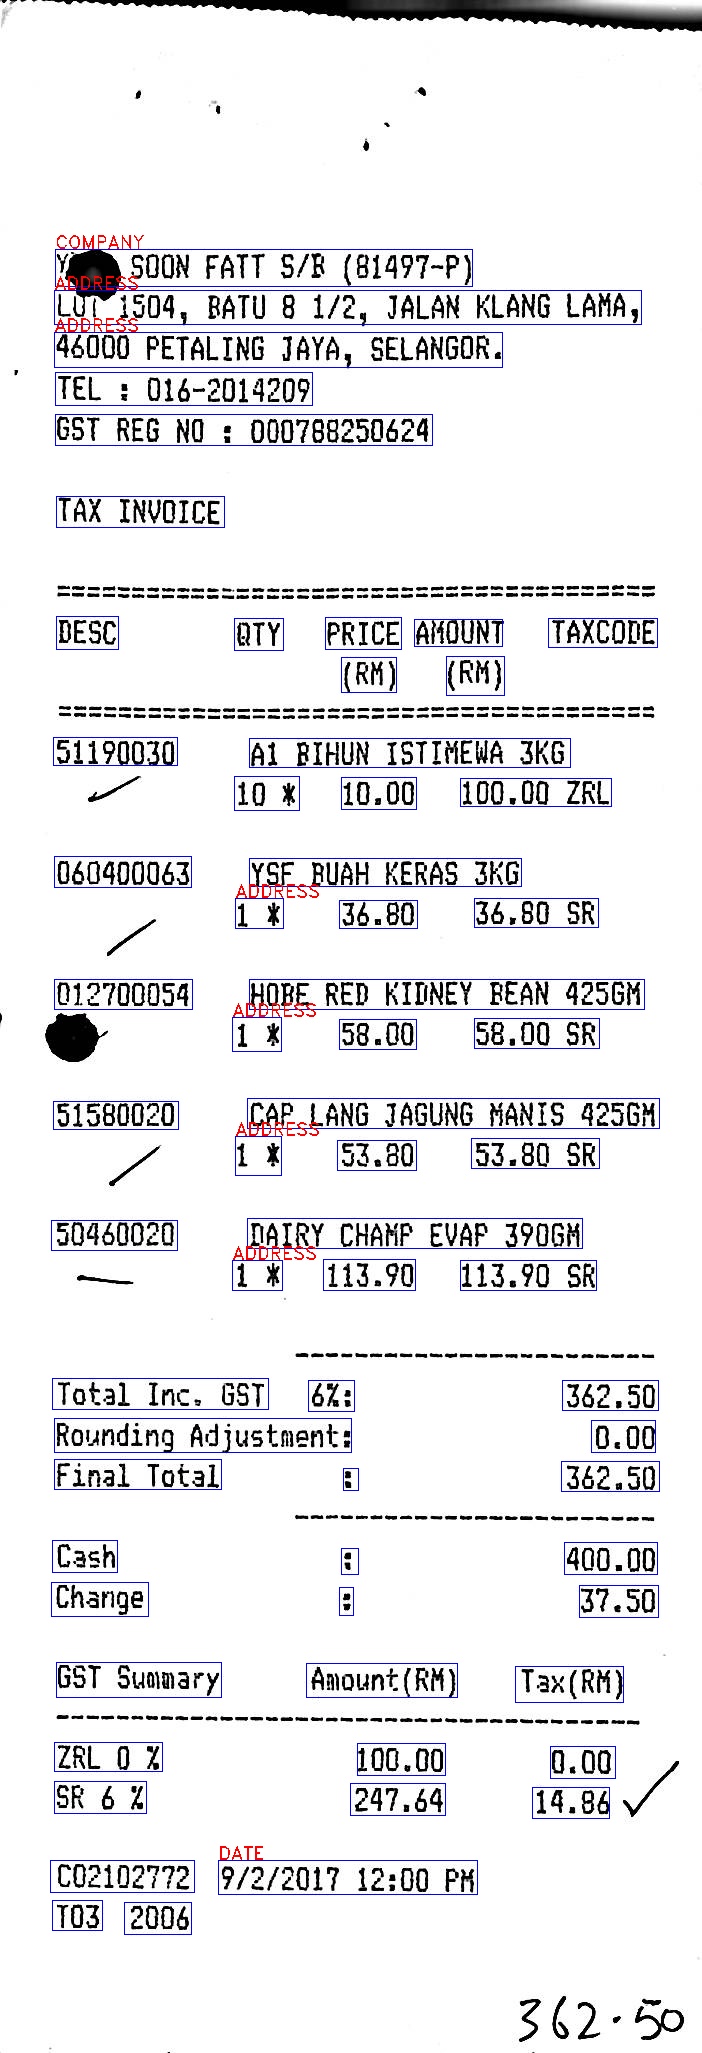 COMPANY
SOON FATT S/B (81497-P)
ADDRESS
LOT 1504, BATU 8 1/2, JALAN KLANG LAMA,
ADDRESS
46000 PETALING JAYA, SELANGOR.
TEL : 016-2014209
GST REG NO : 000788250624
TAX INVOICE
DESC QTY PRICE AMOUNT TAXCODE
(RM) (RM)
51190030 A1 BIHUN ISTIMEWA 3KG
10 * 10.00 100.00 ZRL
060400063 YSF BUAH KERAS 3KG
ADDRESS
1 * 36.80 36.80 SR
012700054 HOBE RED KIDNEY BEAN 425GM
ADDRESS
1 * 58.00 58.00 SR
51580020 CAP LANG JAGUNG MANIS 425GM
ADDRESS
1 * 53.80 53.80 SR
50460020 DAIRY CHAMP EVAP 390GM
ADDRESS
1 * 113.90 113.90 SR
Total Inc. GST 6%: 362.50
Rounding Adjustment: 0.00
Final Total : 362.50
Cash : 400.00
Change : 37.50
GST Summary Amount(RM) Tax(RM)
ZRL 0 % 100.00 0.00
SR 6 % 247.64 14.86
DATE
C02102772 9/2/2017 12:00 PM
T03 2006
362.50